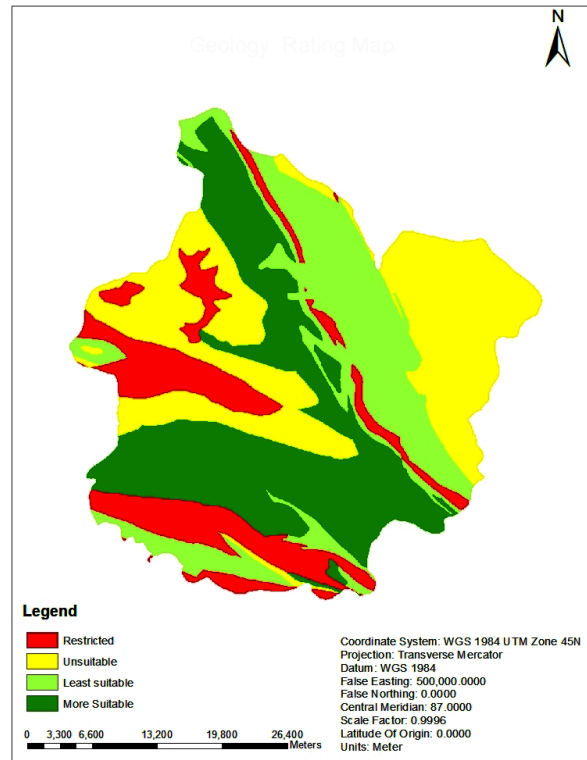 N
Geology Rating Map
Legend
Restricted
Unsuitable
Least suitable
More Suitable
0 3,300 6,600 13,200 19,800 26,400
Meters
Coordinate System: WGS 1984 UTM Zone 45N
Projection: Transverse Mercator
Datum: WGS 1984
False Easting: 500,000.0000
False Northing: 0.0000
Central Meridian: 87.0000
Scale Factor: 0.9996
Latitude Of Origin: 0.0000
Units: Meter